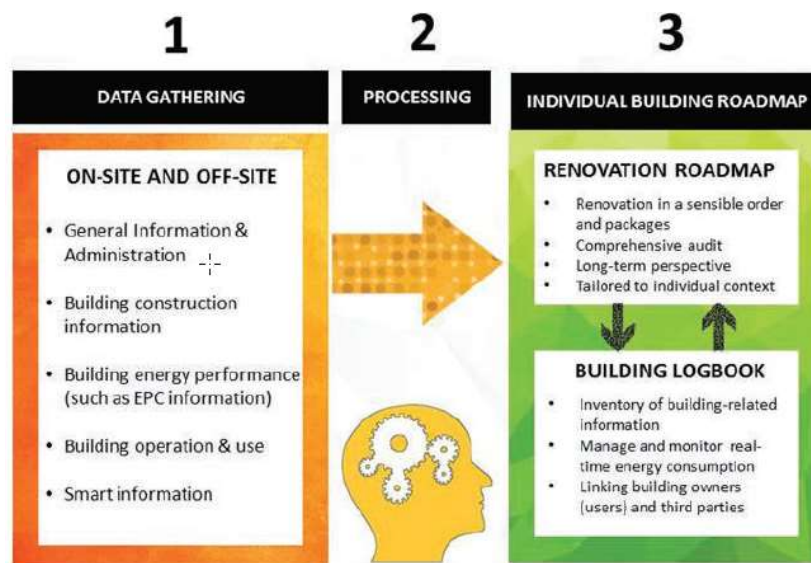 1
DATA GATHERING
ON-SITE AND OFF-SITE
• General Information &
Administration
• Building construction
information
• Building energy performance
(such as EPC information)
• Building operation & use
• Smart information
2
PROCESSING
3
INDIVIDUAL BUILDING ROADMAP
RENOVATION ROADMAP
• Renovation in a sensible order
and packages
• Comprehensive audit
• Long-term perspective
• Tailored to individual context
BUILDING LOGBOOK
• Inventory of building-related
information
• Manage and monitor real-
time energy consumption
• Linking building owners
(users) and third parties